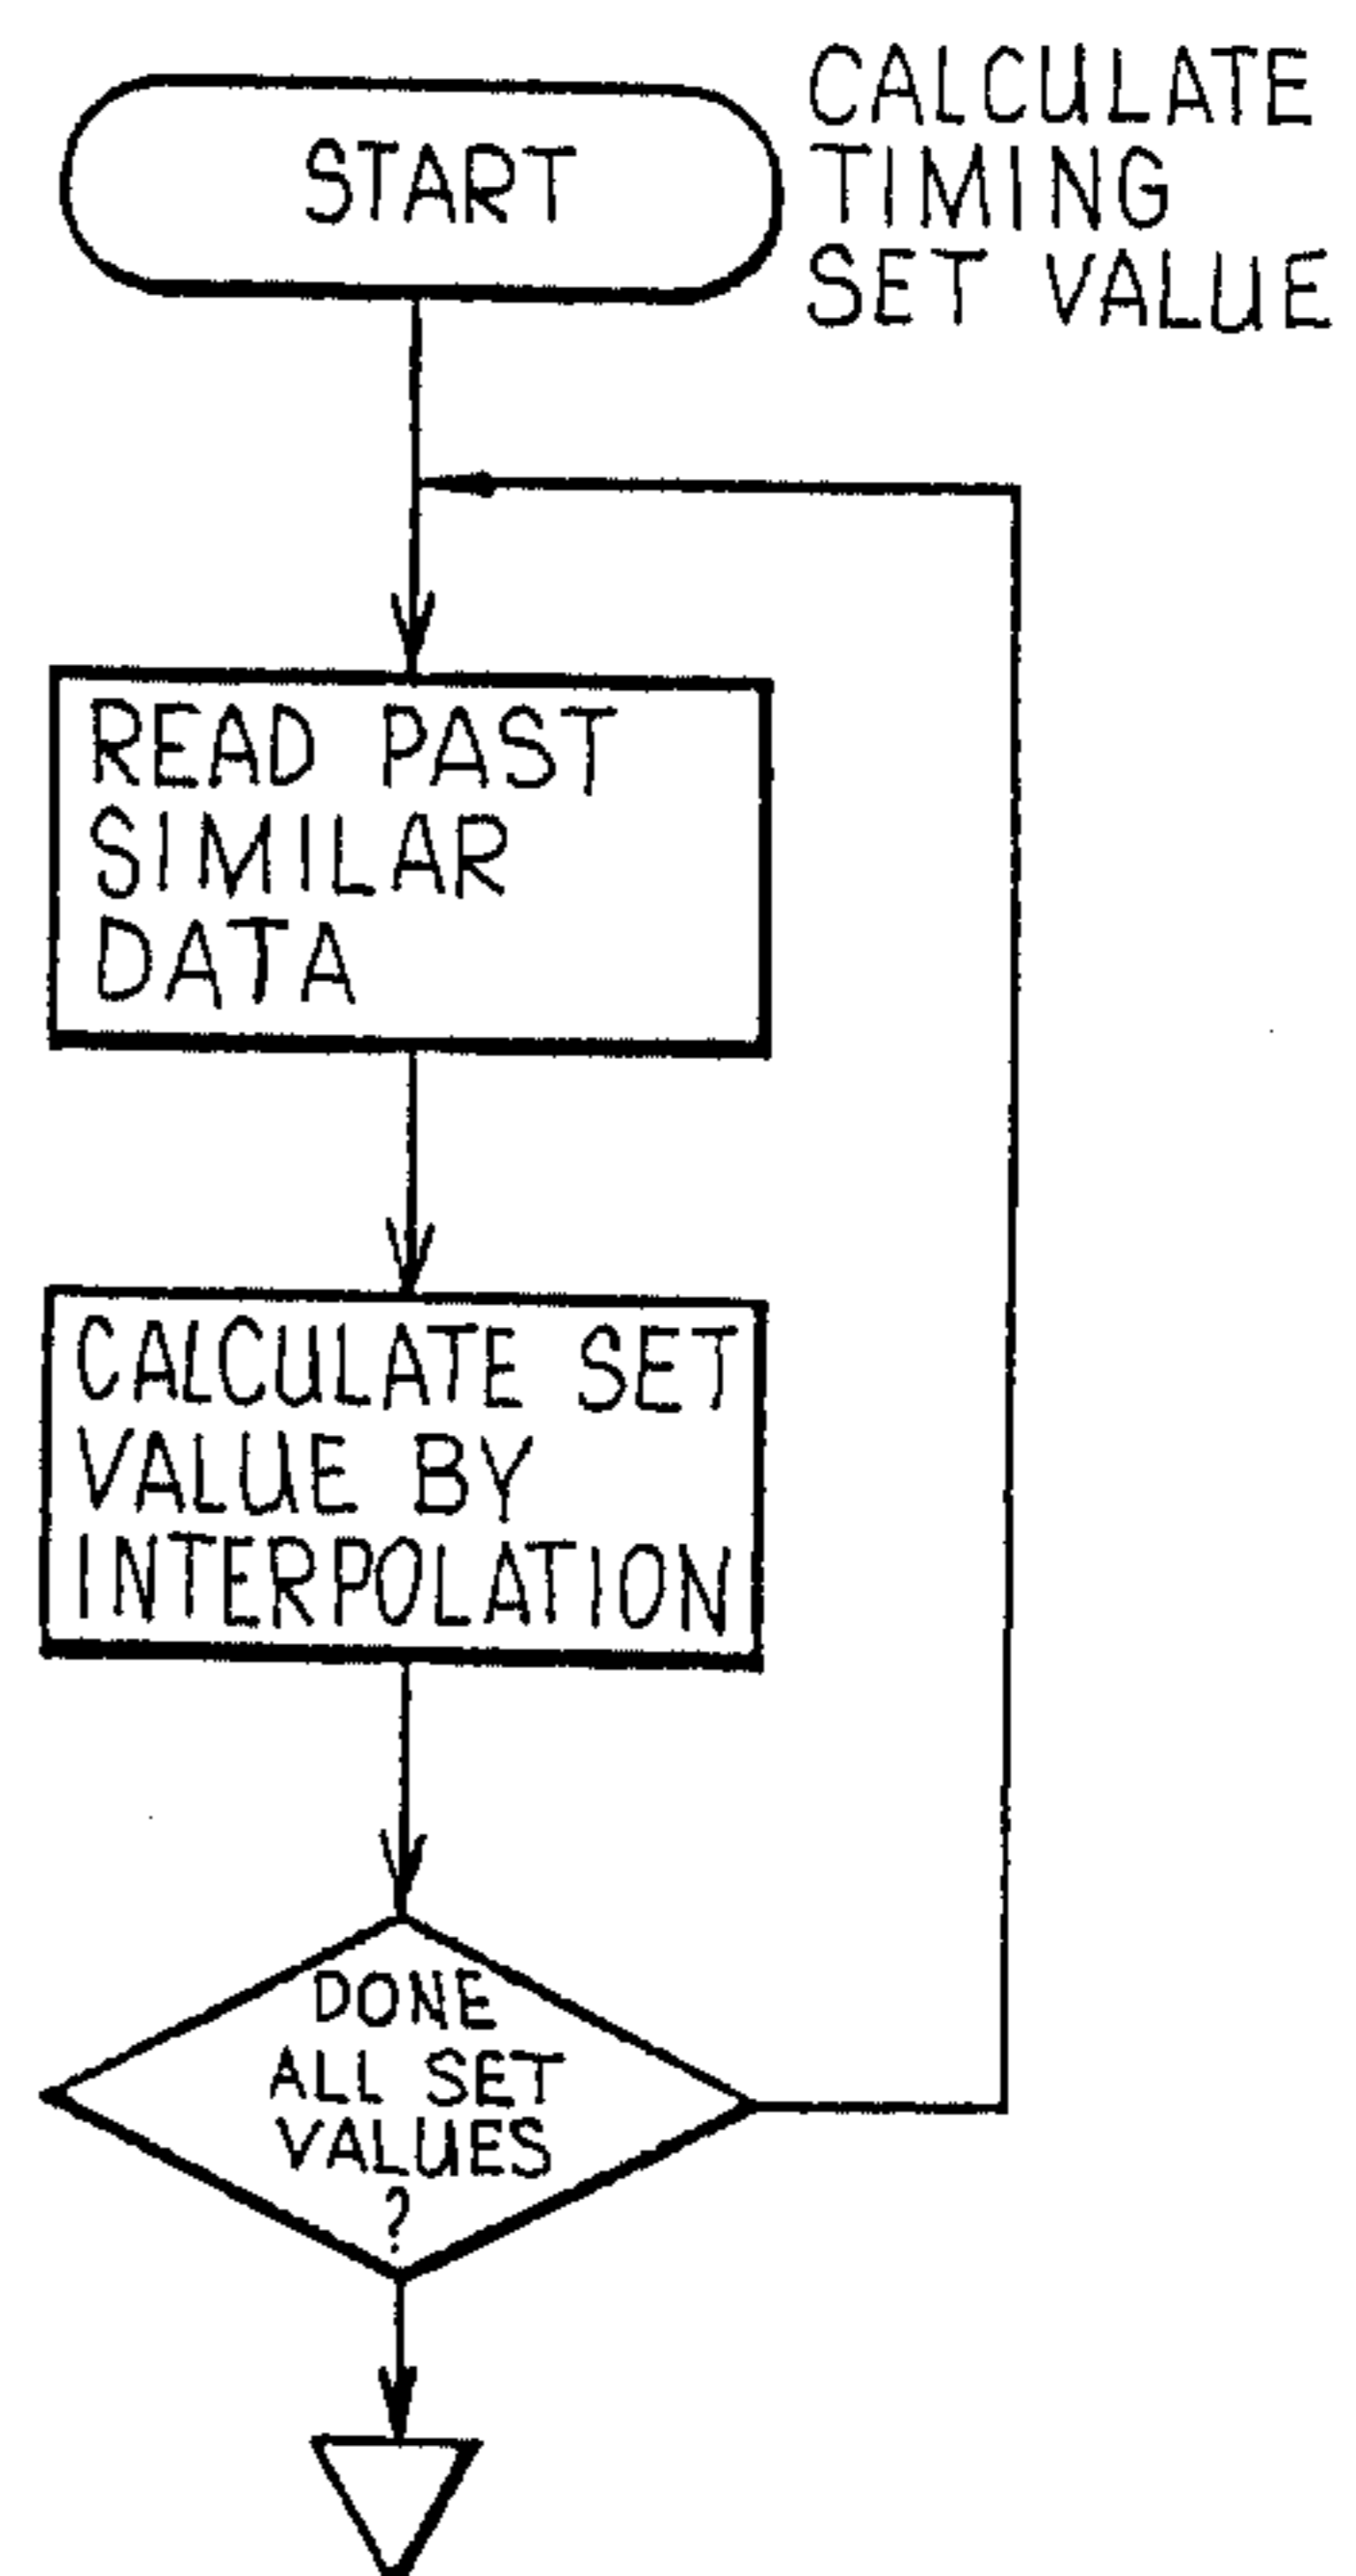 START
CALCULATE
TIMING
SET VALUE
READ PAST
SIMILAR
DATA
CALCULATE SET
VALUE BY
INTERPOLATION
DONE
ALL SET
VALUES
?